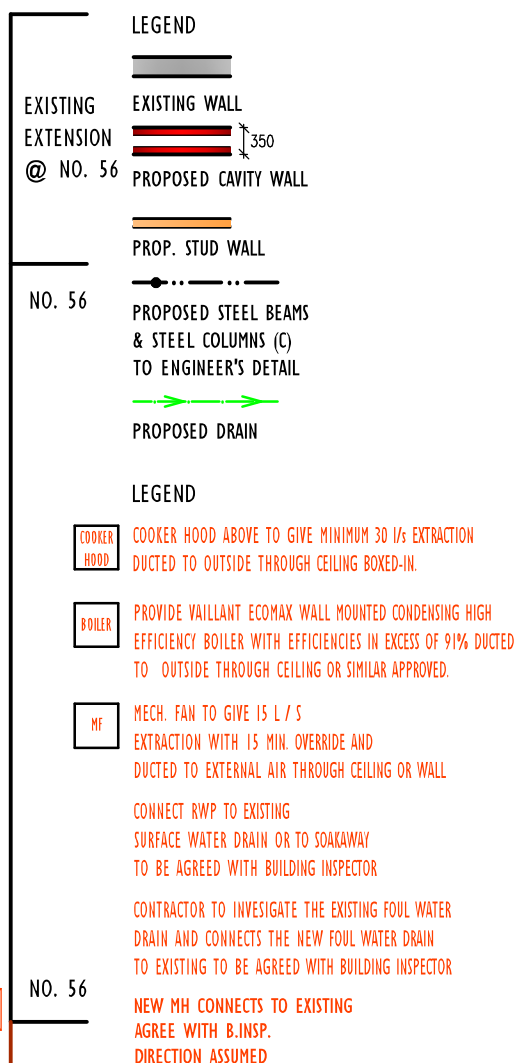 LEGEND
EXISTING WALL
EXISTING
EXTENSION
@ NO. 56
350
PROPOSED CAVITY WALL
PROP. STUD WALL
NO. 56
PROPOSED STEEL BEAMS
& STEEL COLUMNS (C)
TO ENGINEER'S DETAIL
PROPOSED DRAIN
LEGEND
COOKER
HOOD
COOKER HOOD ABOVE TO GIVE MINIMUM 30 l/s EXTRACTION
DUCTED TO OUTSIDE THROUGH CEILING BOXED-IN.
BOILER
PROVIDE VAILLANT ECOMAX WALL MOUNTED CONDENSING HIGH
EFFICIENCY BOILER WITH EFFICIENCIES IN EXCESS OF 91% DUCTED
TO OUTSIDE THROUGH CEILING OR SIMILAR APPROVED.
MF
MECH. FAN TO GIVE 15 L / S
EXTRACTION WITH 15 MIN. OVERRIDE AND
DUCTED TO EXTERNAL AIR THROUGH CEILING OR WALL
CONNECT RWP TO EXISTING
SURFACE WATER DRAIN OR TO SOAKAWAY
TO BE AGREED WITH BUILDING INSPECTOR
CONTRACTOR TO INVESIGATE THE EXISTING FOUL WATER
DRAIN AND CONNECTS THE NEW FOUL WATER DRAIN
TO EXISTING TO BE AGREED WITH BUILDING INSPECTOR
NO. 56
NEW MH CONNECTS TO EXISTING
AGREE WITH B.INSP.
DIRECTION ASSUMED